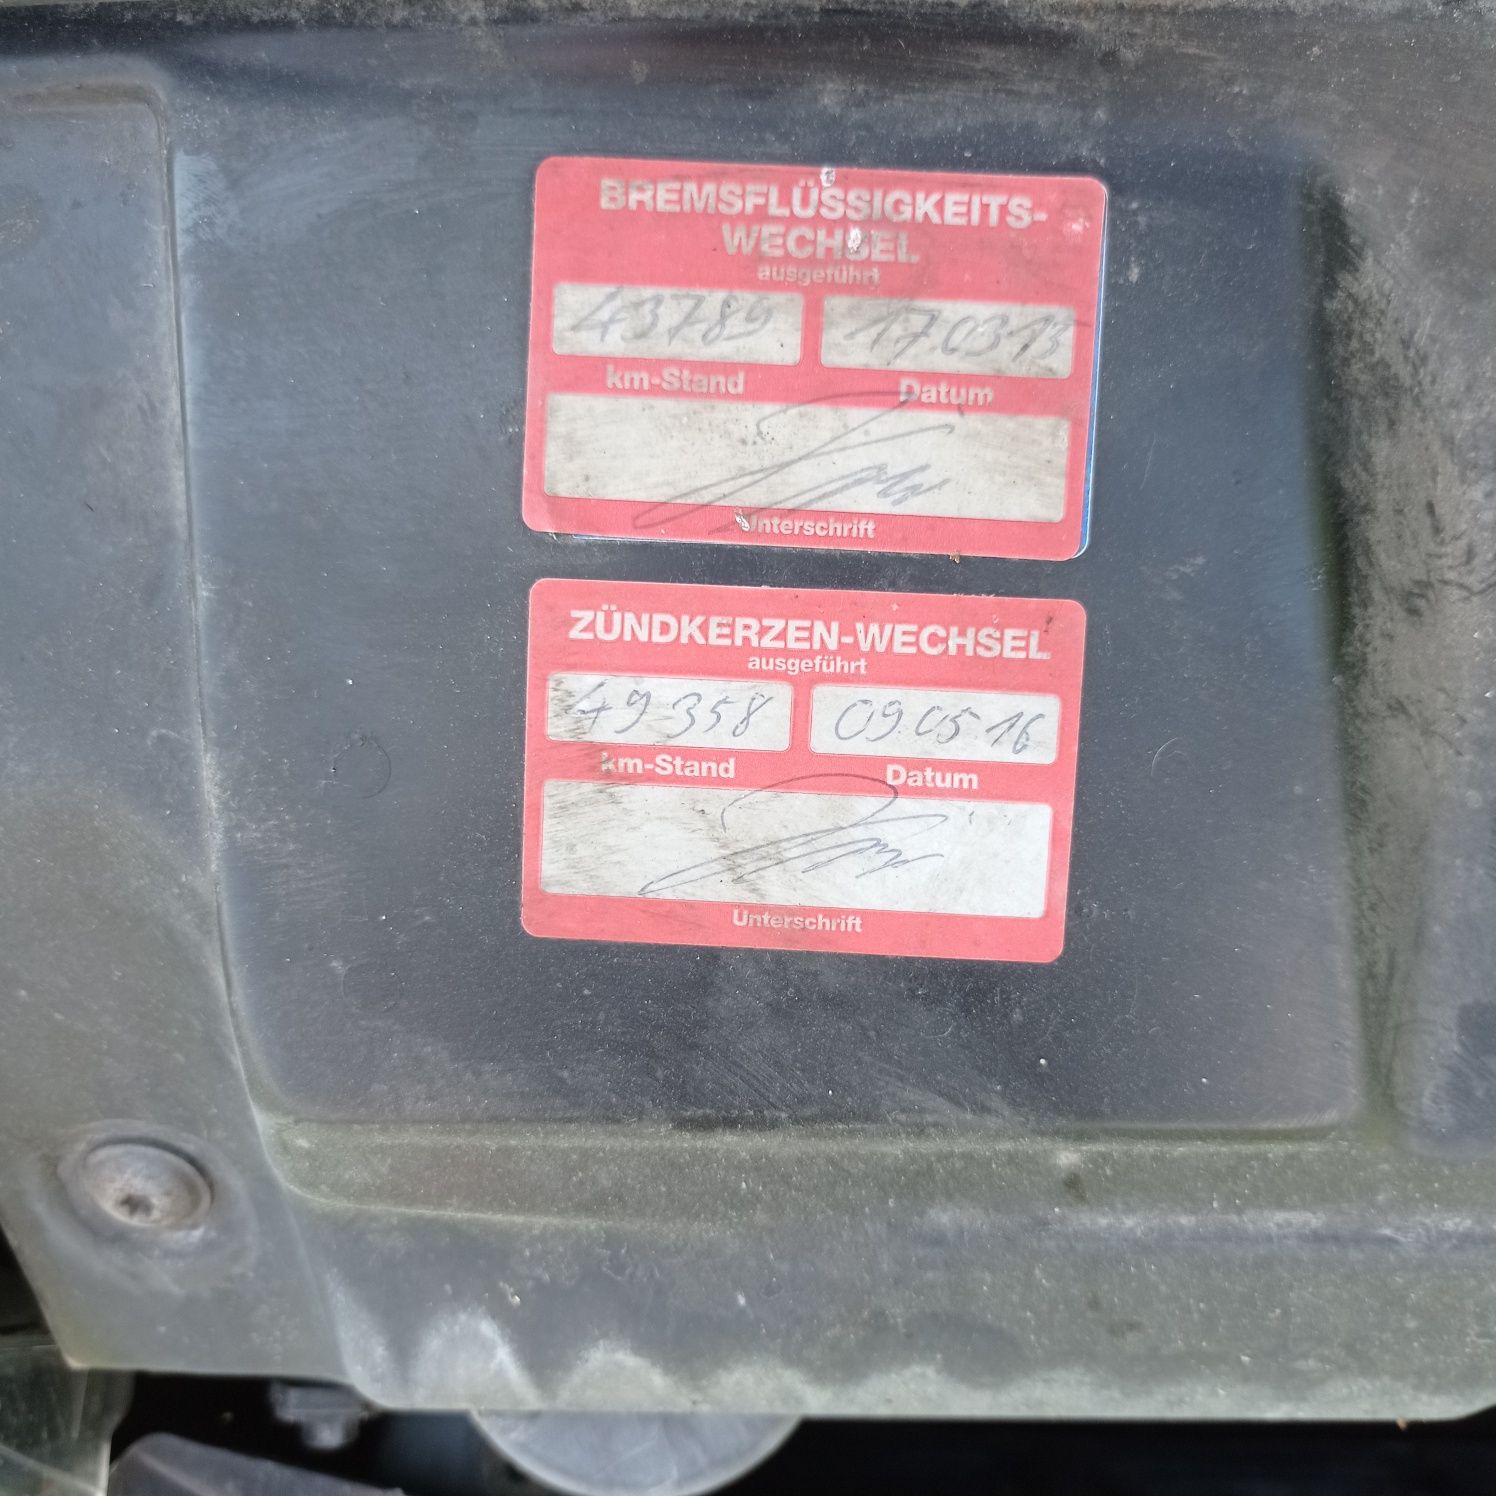 BREMSFLÜSSIGKEITS-
WECHSEL
ausgeführt
43789 17.03.13
km-Stand Datum
Unterschrift
ZÜNDKERZEN-WECHSEL
ausgeführt
49 358 09.05.16
km-Stand Datum
Unterschrift